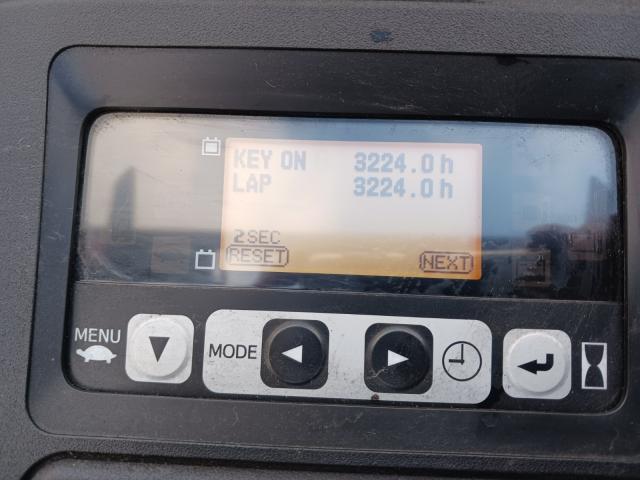 KEY ON 3224.0h
LAP 3224.0h
2SEC
RESET NEXT
MENU
MODE